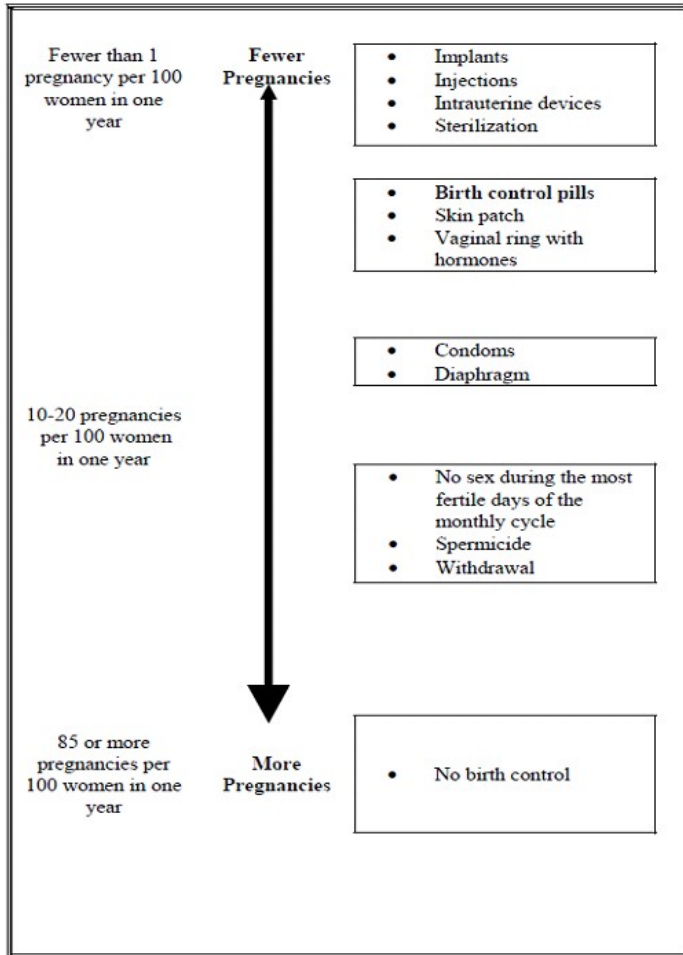 Fewer than 1
pregnancy per 100
women in one
year
Fewer
Pregnancies
• Implants
• Injections
• Intrauterine devices
• Sterilization
• Birth control pills
• Skin patch
• Vaginal ring with
hormones
• Condoms
• Diaphragm
10-20 pregnancies
per 100 women
in one year
• No sex during the most
fertile days of the
monthly cycle
• Spermicide
• Withdrawal
85 or more
pregnancies per
100 women in one
year
More
Pregnancies
• No birth control